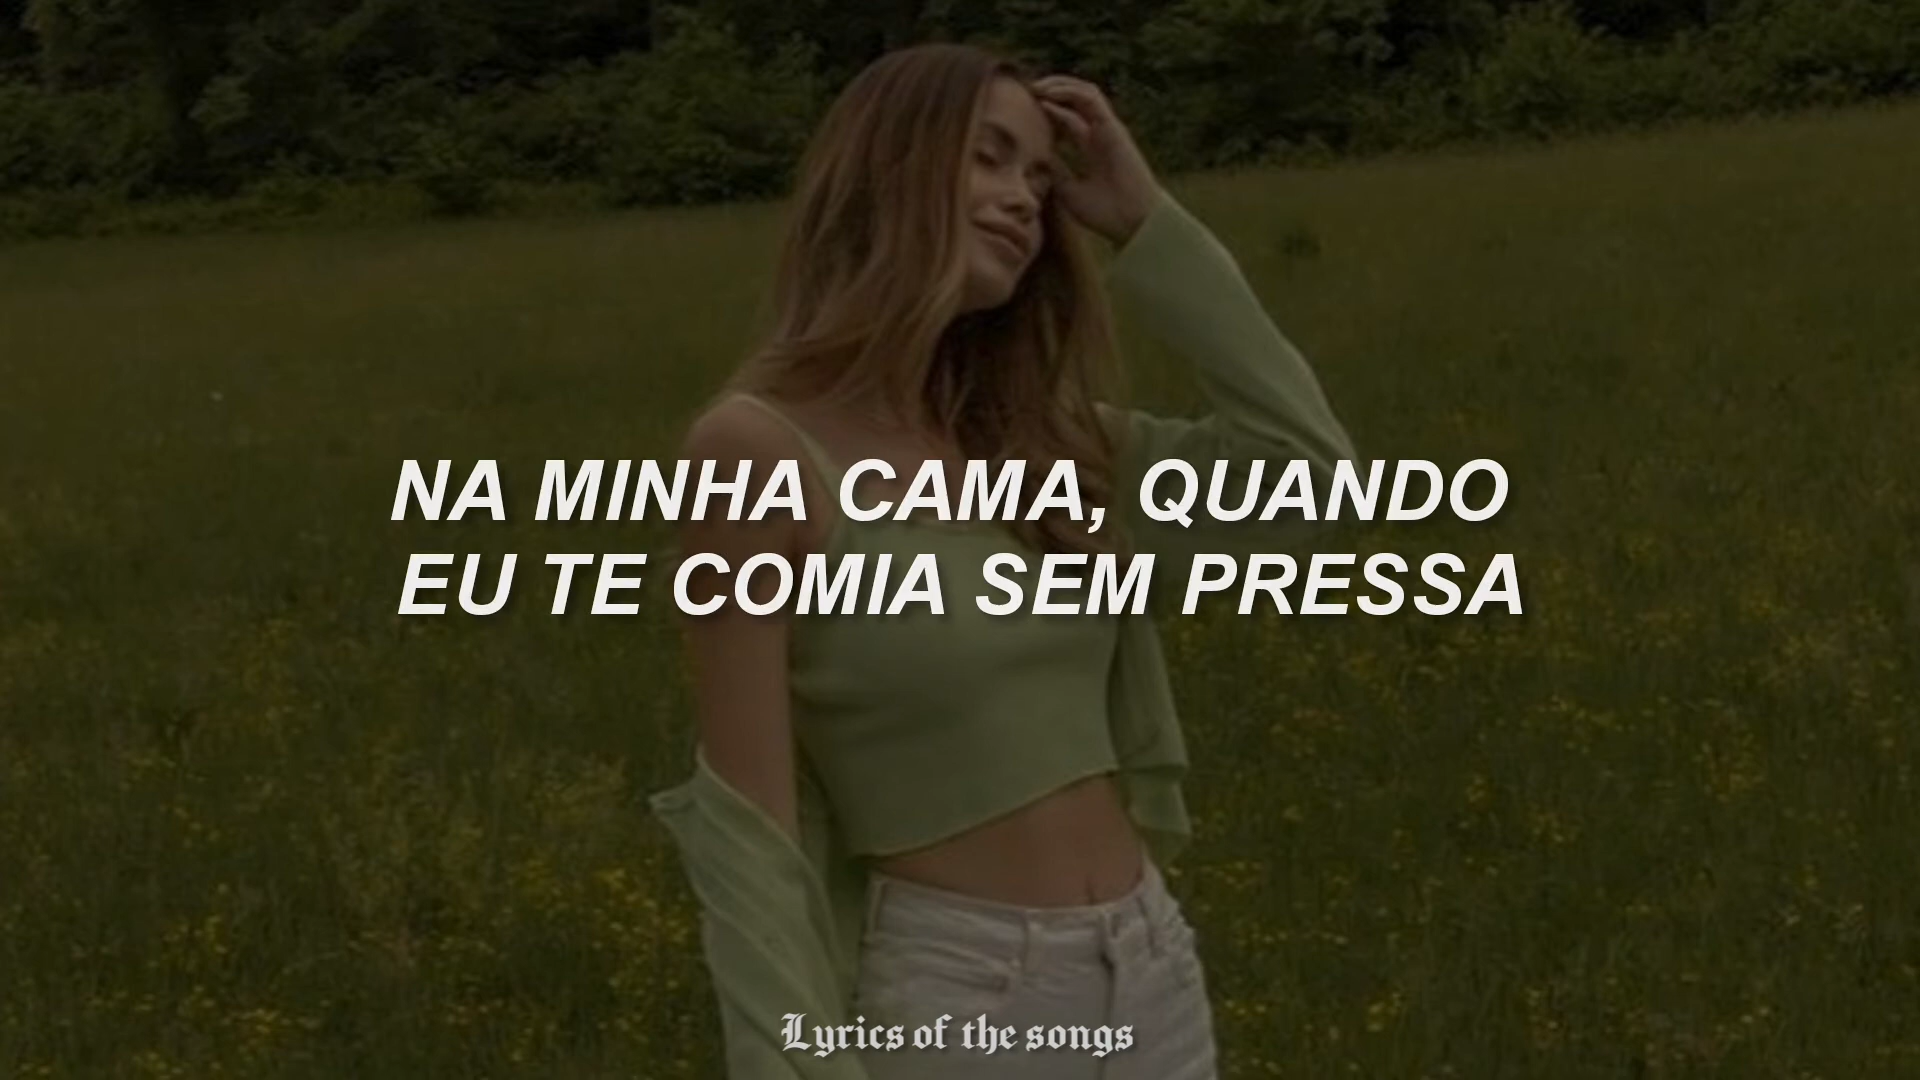 NA MINHA CAMA, QUANDO
EU TE COMIA SEM PRESSA
Lyrics of the songs